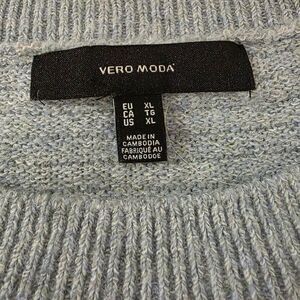 VERO MODA
EU XL
CA TG
US XL
MADE IN
CAMBODIA
FABRIQUÉ AU
CAMBODGE